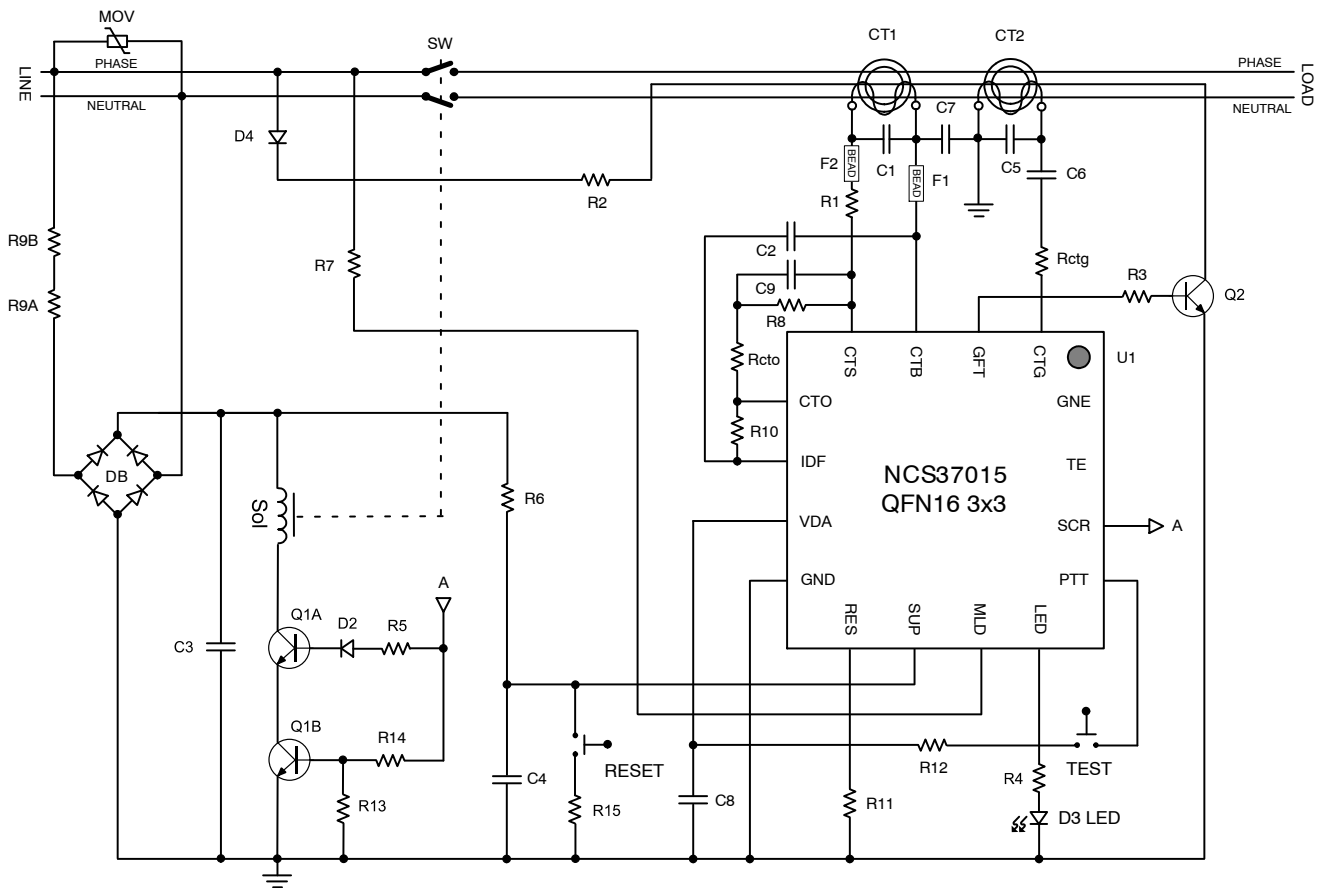 MOV
SW
CT1
CT2
LINE
PHASE
PHASE
LOAD
NEUTRAL
NEUTRAL
C7
D4
F2
BEAD
C1
BEAD
F1
C5
C6
R2
R1
R9B
R7
C2
Rctg
C9
R3
R9A
R8
Q2
Rcto
CTS
CTB
GFT
CTG
U1
CTO
GNE
R10
IDF
TE
DB
NCS37015
QFN16 3x3
R6
Sol
VDA
SCR
A
GND
PTT
A
RES
SUP
MLD
LED
Q1A
D2
R5
C3
Q1B
R14
RESET
R12
TEST
C4
R4
R13
R15
C8
R11
D3 LED